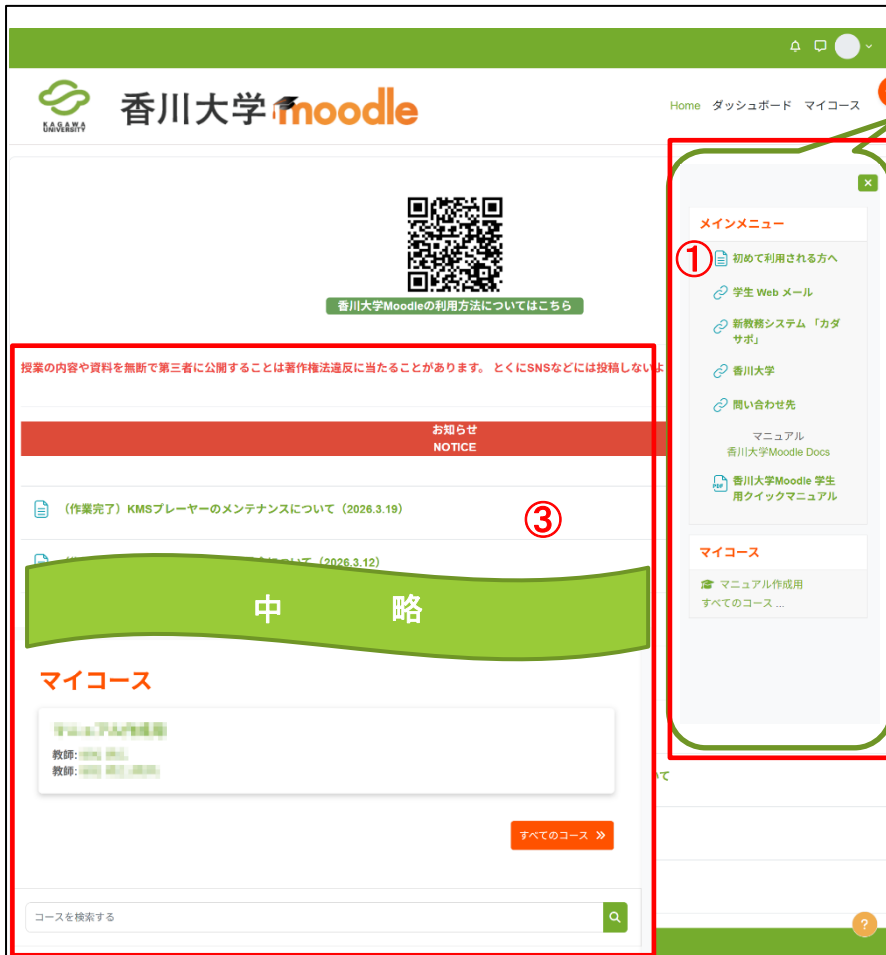 KAGAWA
UNIVERSITY
香川大学 moodle
Home ダッシュボード マイコース
香川大学Moodleの利用方法についてはこちら
授業の内容や資料を無断で第三者に公開することは著作権法違反に当たることがあります。 とくにSNSなどには投稿しないよ
お知らせ
NOTICE
(作業完了)KMSプレーヤーのメンテナンスについて(2026.3.19)
③
について(2026.3.12)
中 略
マイコース
教師:
教師:
すべてのコース »
コースを検索する
メインメニュー
①
初めて利用される方へ
学生 Web メール
新教務システム 「カダ
サポ」
香川大学
問い合わせ先
マニュアル
香川大学Moodle Docs
PDF
香川大学Moodle 学生
用クイックマニュアル
マイコース
マニュアル作成用
すべてのコース ...
いて
?